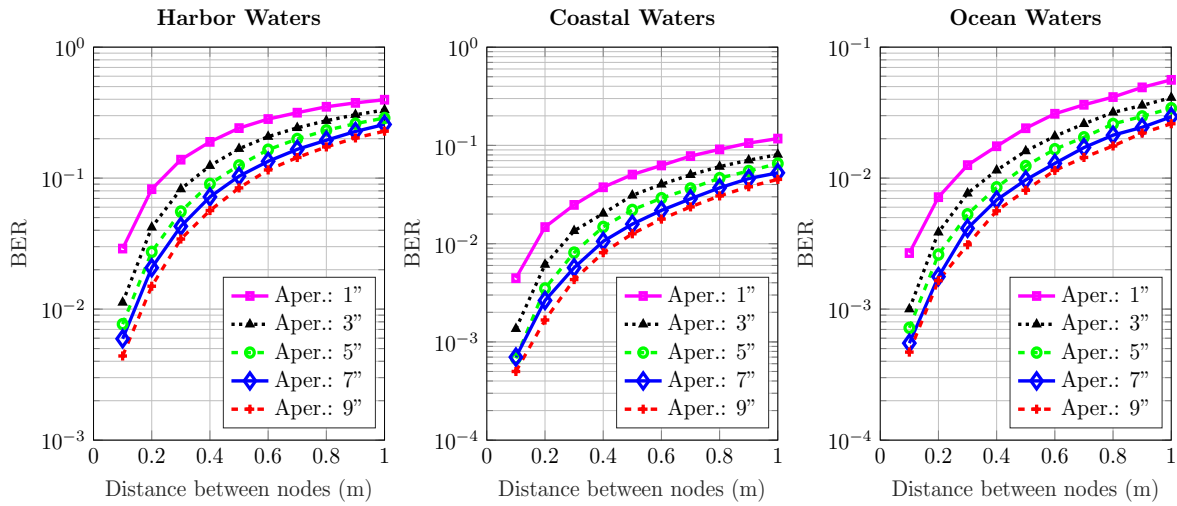 Harbor Waters
10⁰
10⁻¹
10⁻²
10⁻³
BER
0 0.2 0.4 0.6 0.8 1
Distance between nodes (m)
Aper.: 1”
Aper.: 3”
Aper.: 5”
Aper.: 7”
Aper.: 9”
Coastal Waters
10⁰
10⁻¹
10⁻²
10⁻³
10⁻⁴
BER
0 0.2 0.4 0.6 0.8 1
Distance between nodes (m)
Aper.: 1”
Aper.: 3”
Aper.: 5”
Aper.: 7”
Aper.: 9”
Ocean Waters
10⁻¹
10⁻²
10⁻³
10⁻⁴
BER
0 0.2 0.4 0.6 0.8 1
Distance between nodes (m)
Aper.: 1”
Aper.: 3”
Aper.: 5”
Aper.: 7”
Aper.: 9”